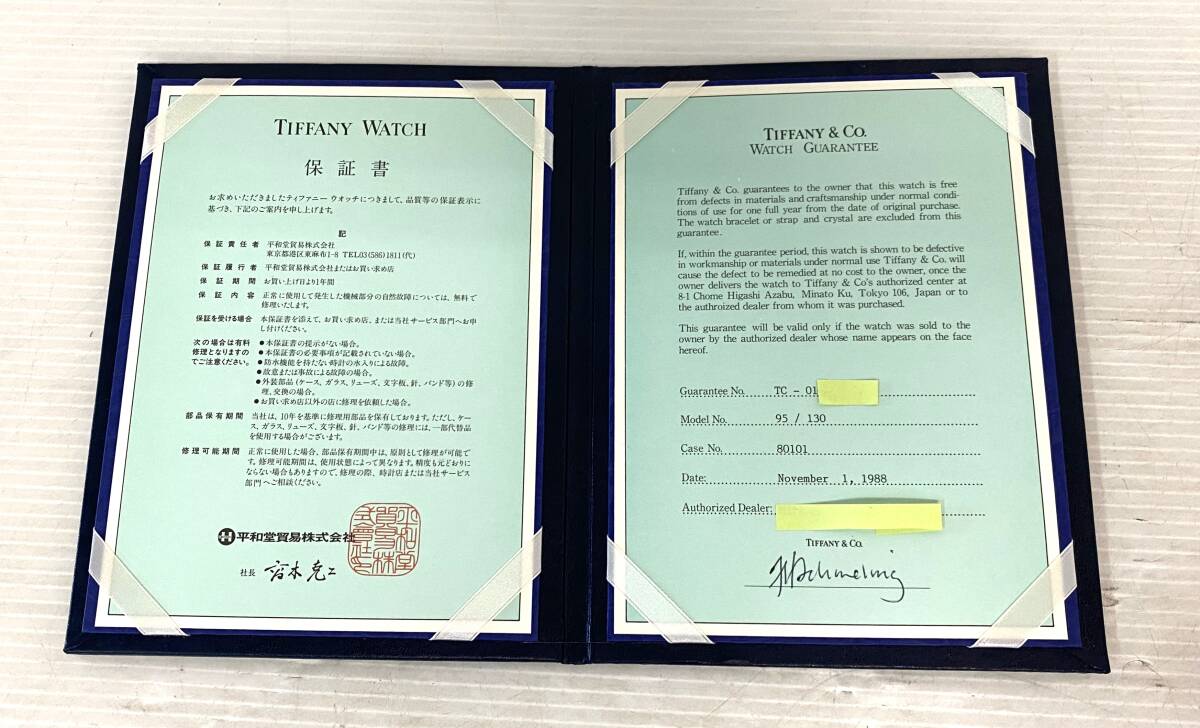 TIFFANY WATCH
保証書
お求めいただきましたティファニー ウオッチにつきまして、品質等の保証表示に
基づき、下記のご案内を申し上げます。
記
保証責任者 平和堂貿易株式会社
東京都港区東麻布1-8 TEL03(586)1811(代)
保証履行者 平和堂貿易株式会社またはお買い求め店
保証期間 お買い上げ日より1年間
保証内容 正常に使用して発生した機械部分の自然故障については、無料で
修理いたします。
保証を受ける場合 本保証書を添えて、お買い求め店、または当社サービス部門へお申
し付けください。
次の場合は有料 ●本保証書の提示がない場合。
修理となりますの ●本保証書の必要事項が記載されていない場合。
でご注意ください。 ●防水機能を持たない時計の水入りによる故障。
●故意または事故による故障の場合。
●外装部品(ケース、ガラス、リューズ、文字板、針、バンド等)の修
理、交換の場合。
●お買い求め店以外の店に修理を依頼した場合。
部品保有期間 当社は、10年を基準に修理用部品を保有しております。ただし、ケー
ス、ガラス、リューズ、文字板、針、バンド等の修理には、一部代替品
を使用する場合がございます。
修理可能期間 正常に使用した場合、部品保有期間中は、原則として修理が可能で
す。修理可能期間は、使用状態によって異なります。精度も元どおりに
ならない場合もありますので、修理の際、時計店または当社サービス
部門へご相談ください。
平和堂貿易株式会社
社長
TIFFANY & CO.
WATCH GUARANTEE
Tiffany & Co. guarantees to the owner that this watch is free
from defects in materials and craftsmanship under normal condi-
tions of use for one full year from the date of original purchase.
The watch bracelet or strap and crystal are excluded from this
guarantee.
If, within the guarantee period, this watch is shown to be defective
in workmanship or materials under normal use Tiffany & Co. will
cause the defect to be remedied at no cost to the owner, once the
owner delivers the watch to Tiffany & Co's authorized center at
8-1 Chome Higashi Azabu, Minato Ku, Tokyo 106, Japan or to
the authroized dealer from whom it was purchased.
This guarantee will be valid only if the watch was sold to the
owner by the authorized dealer whose name appears on the face
hereof.
Guarantee No. TC - 01
Model No. 95 / 130
Case No. 80101
Date: November 1, 1988
Authorized Dealer:
TIFFANY & CO.